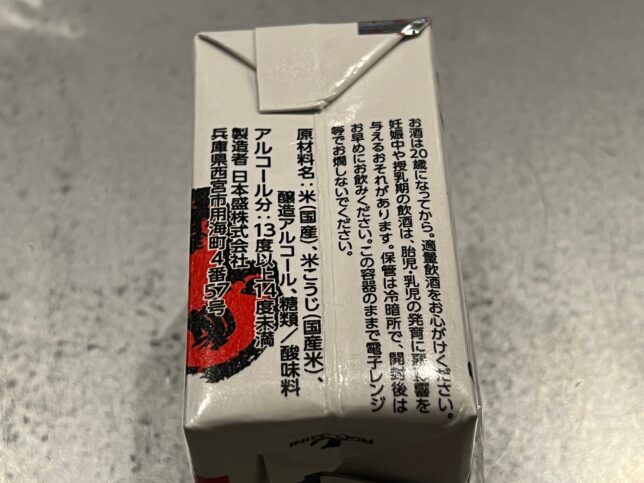 お酒は20歳になってから。適量飲酒をお心がけください。
妊娠中や授乳期の飲酒は、胎児・乳児の発育に悪影響を
与えるおそれがあります。保管は冷暗所で、開封後は
お早めにお飲みください。この容器のままで電子レンジ
等でお燗しないでください。
原材料名：米（国産）、米こうじ（国産米）、
醸造アルコール、糖類／酸味料
アルコール分：13度以上14度未満
製造者 日本盛株式会社
兵庫県西宮市用海町4番57号